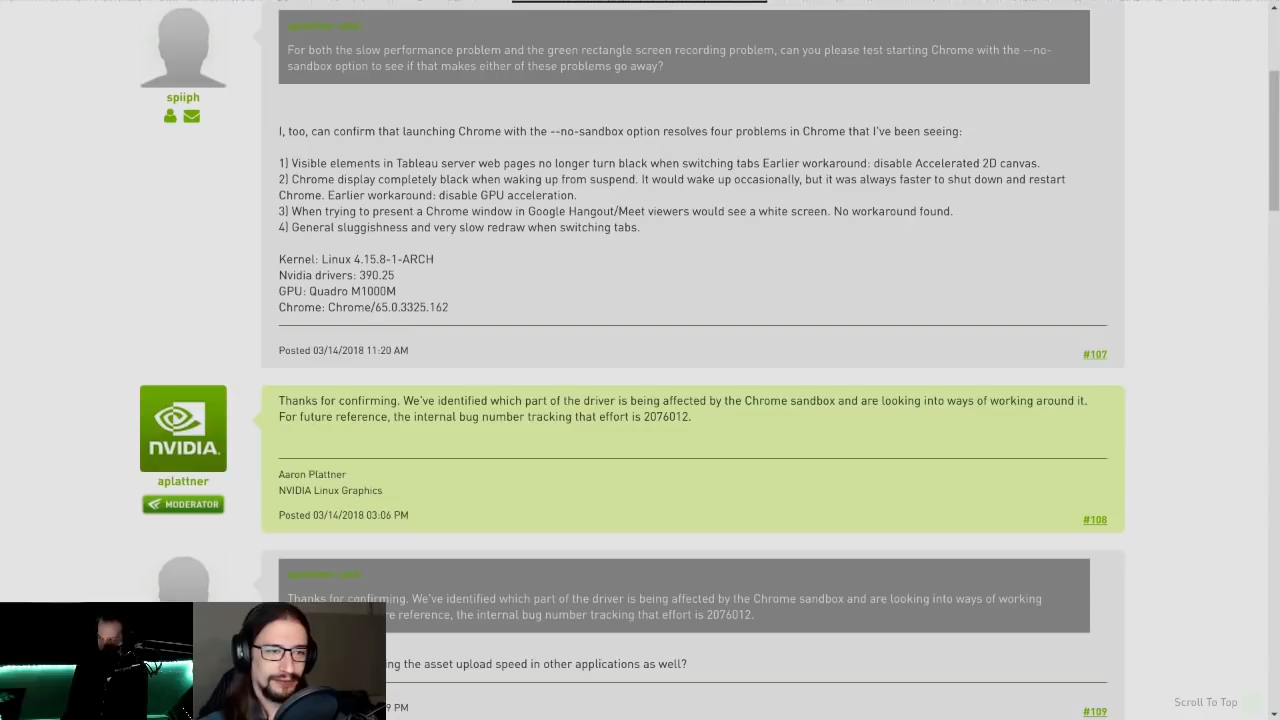 For both the slow performance problem and the green rectangle screen recording problem, can you please test starting Chrome with the --no-
sandbox option to see if that makes either of these problems go away?
spiiph
I, too, can confirm that launching Chrome with the --no-sandbox option resolves four problems in Chrome that I've been seeing:
1) Visible elements in Tableau server web pages no longer turn black when switching tabs Earlier workaround: disable Accelerated 2D canvas.
2) Chrome display completely black when waking up from suspend. It would wake up occasionally, but it was always faster to shut down and restart
Chrome. Earlier workaround: disable GPU acceleration.
3) When trying to present a Chrome window in Google Hangout/Meet viewers would see a white screen. No workaround found.
4) General sluggishness and very slow redraw when switching tabs.
Kernel: Linux 4.15.8-1-ARCH
Nvidia drivers: 390.25
GPU: Quadro M1000M
Chrome: Chrome/65.0.3325.162
Posted 03/14/2018 11:20 AM
#107
Thanks for confirming. We've identified which part of the driver is being affected by the Chrome sandbox and are looking into ways of working around it.
For future reference, the internal bug number tracking that effort is 2076012.
NVIDIA.
aplattner
MODERATOR
Aaron Plattner
NVIDIA Linux Graphics
Posted 03/14/2018 03:06 PM
#108
Thanks for confirming. We've identified which part of the driver is being affected by the Chrome sandbox and are looking into ways of working
re reference, the internal bug number tracking that effort is 2076012.
ing the asset upload speed in other applications as well?
9 PM
#109
Scroll To Top